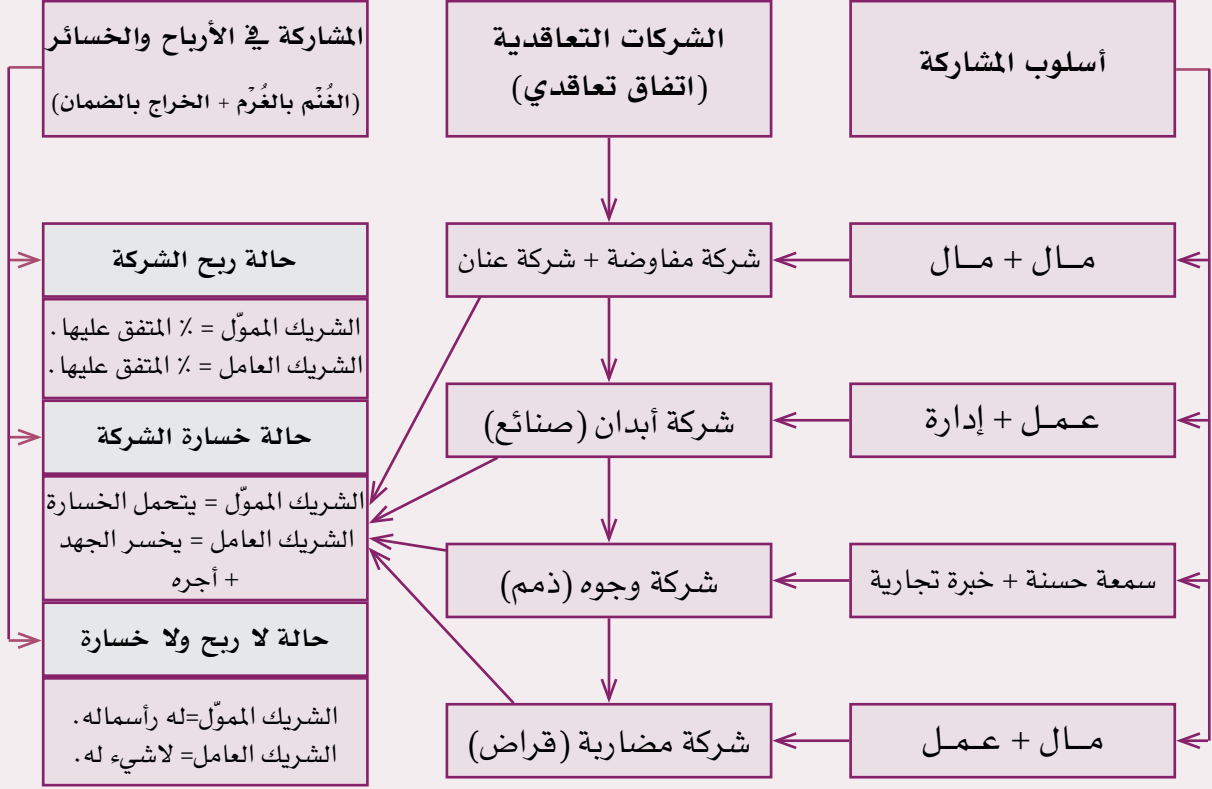 أسلوب المشاركة
مــال + مــال
عـمـل + إدارة
سمعة حسنة + خبرة تجارية
مــال + عـمـل
الشركات التعاقدية
(اتفاق تعاقدي)
شركة مفاوضة + شركة عنان
شركة أبدان (صنائع)
شركة وجوه (ذمم)
شركة مضاربة (قراض)
المشاركة في الأرباح والخسائر
(الغُنْم بالغُرْم + الخراج بالضمان)
حالة ربح الشركة
الشريك المموّل = ٪ المتفق عليها.
الشريك العامل = ٪ المتفق عليها.
حالة خسارة الشركة
الشريك المموّل = يتحمل الخسارة
الشريك العامل = يخسر الجهد
+ أجره
حالة لا ربح ولا خسارة
الشريك المموّل=له رأسماله.
الشريك العامل= لاشيء له.